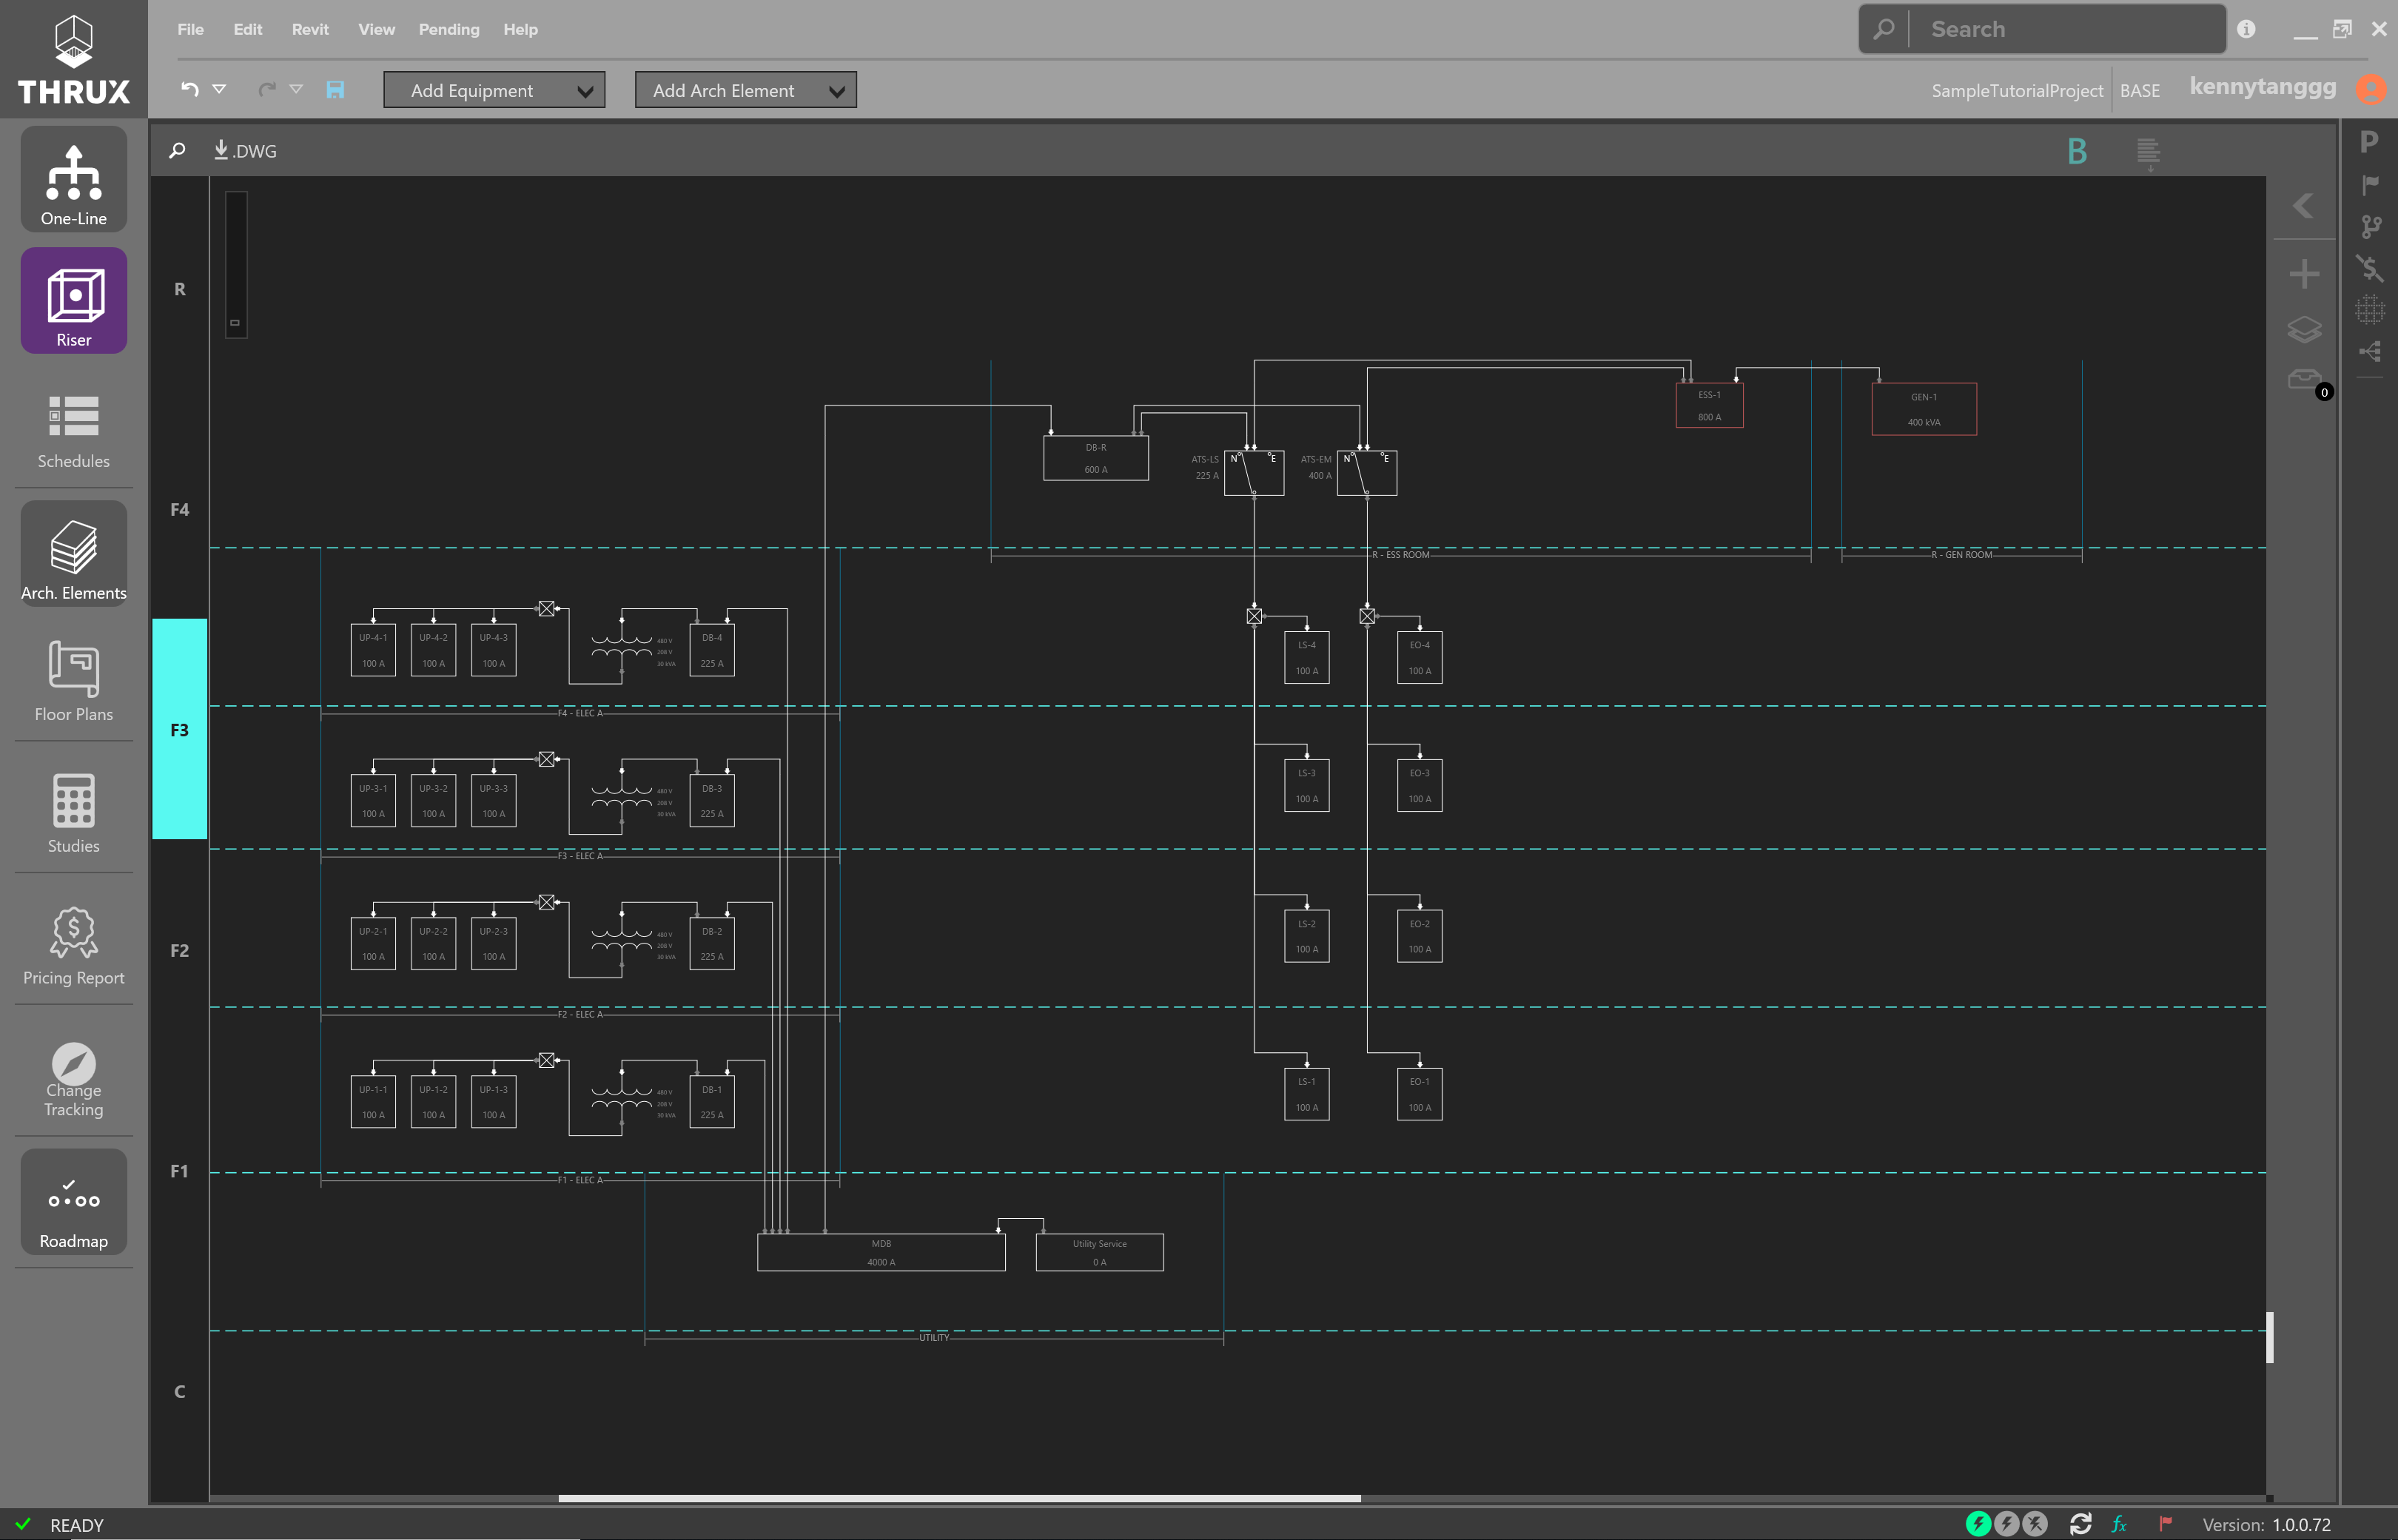 File Edit Revit View Pending Help
Search
THRUX
Add Equipment
Add Arch Element
SampleTutorialProject BASE kennytanggg
.DWG
B
P
One-Line
Riser
Schedules
Arch. Elements
Floor Plans
Studies
Pricing Report
Change
Tracking
Roadmap
R
F4
F3
F2
F1
C
0
ESS-1
800 A
GEN-1
400 kVA
DB-R
600 A
ATS-LS
225 A
N E
ATS-EM
400 A
N E
R - ESS ROOM
R - GEN ROOM
UP-4-1
100 A
UP-4-2
100 A
UP-4-3
100 A
480 V
208 V
30 kVA
DB-4
225 A
LS-4
100 A
EO-4
100 A
F4 - ELEC A
UP-3-1
100 A
UP-3-2
100 A
UP-3-3
100 A
480 V
208 V
30 kVA
DB-3
225 A
LS-3
100 A
EO-3
100 A
F3 - ELEC A
UP-2-1
100 A
UP-2-2
100 A
UP-2-3
100 A
480 V
208 V
30 kVA
DB-2
225 A
LS-2
100 A
EO-2
100 A
F2 - ELEC A
UP-1-1
100 A
UP-1-2
100 A
UP-1-3
100 A
480 V
208 V
30 kVA
DB-1
225 A
LS-1
100 A
EO-1
100 A
F1 - ELEC A
MDB
4000 A
Utility Service
0 A
UTILITY
READY
fx
Version: 1.0.0.72